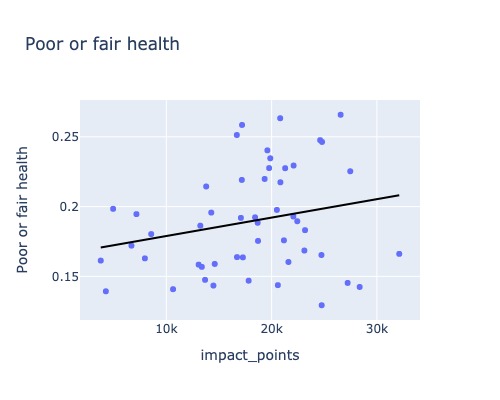 Poor or fair health
0.25
0.2
0.15
Poor or fair health
10k
20k
30k
impact_points